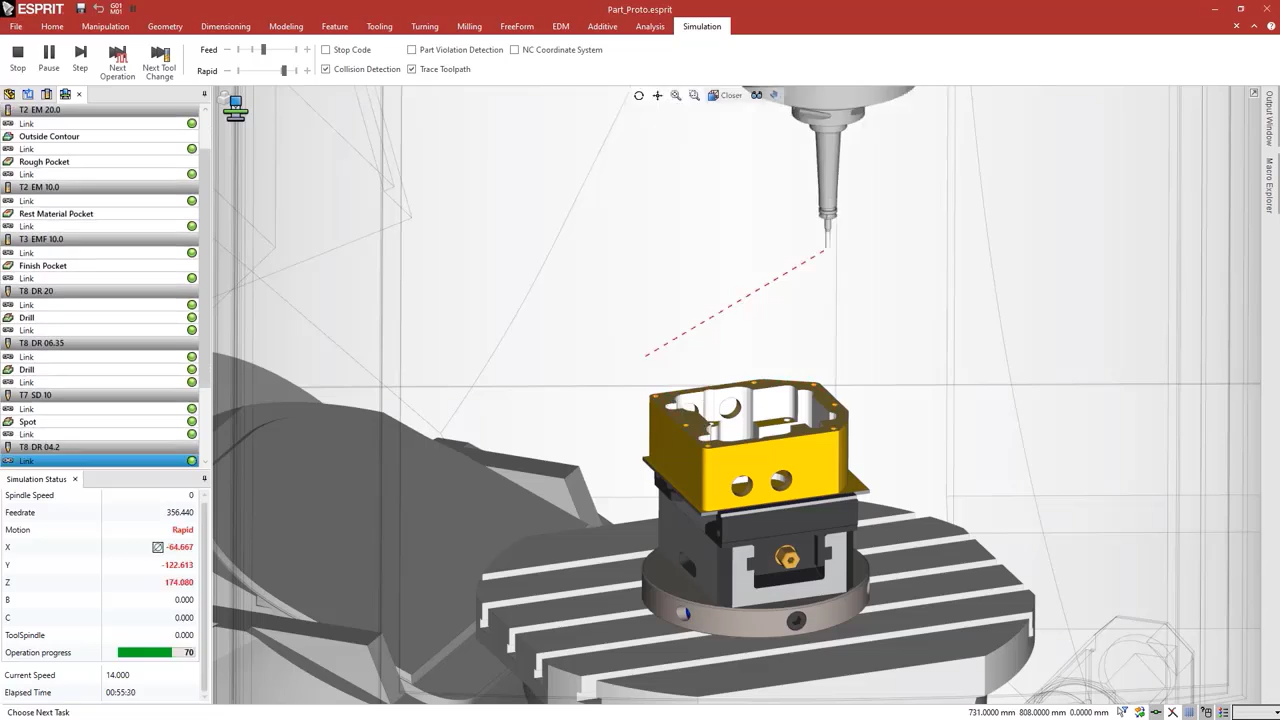 ESPRIT
G01
M01
Part_Proto.esprit
File Home Manipulation Geometry Dimensioning Feature Modeling Tooling Turning Milling FreeForm EDM Additive Analysis Simulation
Stop Pause Step Next Operation Next Tool Change
Feed Stop Code Part Violation Detection NC Coordinate System
Rapid Collision Detection Trace Toolpath
Closer
Output Window
Macro Explorer
T2 EM 20.0
Link
Outside Contour
Link
Rough Pocket
Link
T2 EM 10.0
Link
Rest Material Pocket
Link
T3 EMF 10.0
Link
Finish Pocket
Link
T8 DR 20
Link
Drill
Link
T8 DR 06.35
Link
Drill
Link
T7 SD 10
Link
Spot
Link
T8 DR 04.2
Link
Simulation Status
Spindle Speed 0
Feedrate 356.440
Motion Rapid
X -64.667
Y -122.613
Z 174.080
B 0.000
C 0.000
ToolSpindle 0.000
Operation progress 70
Current Speed 14.000
Elapsed Time 00:55:30
Choose Next Task 731.0000 mm 808.0000 mm 0.0000 mm